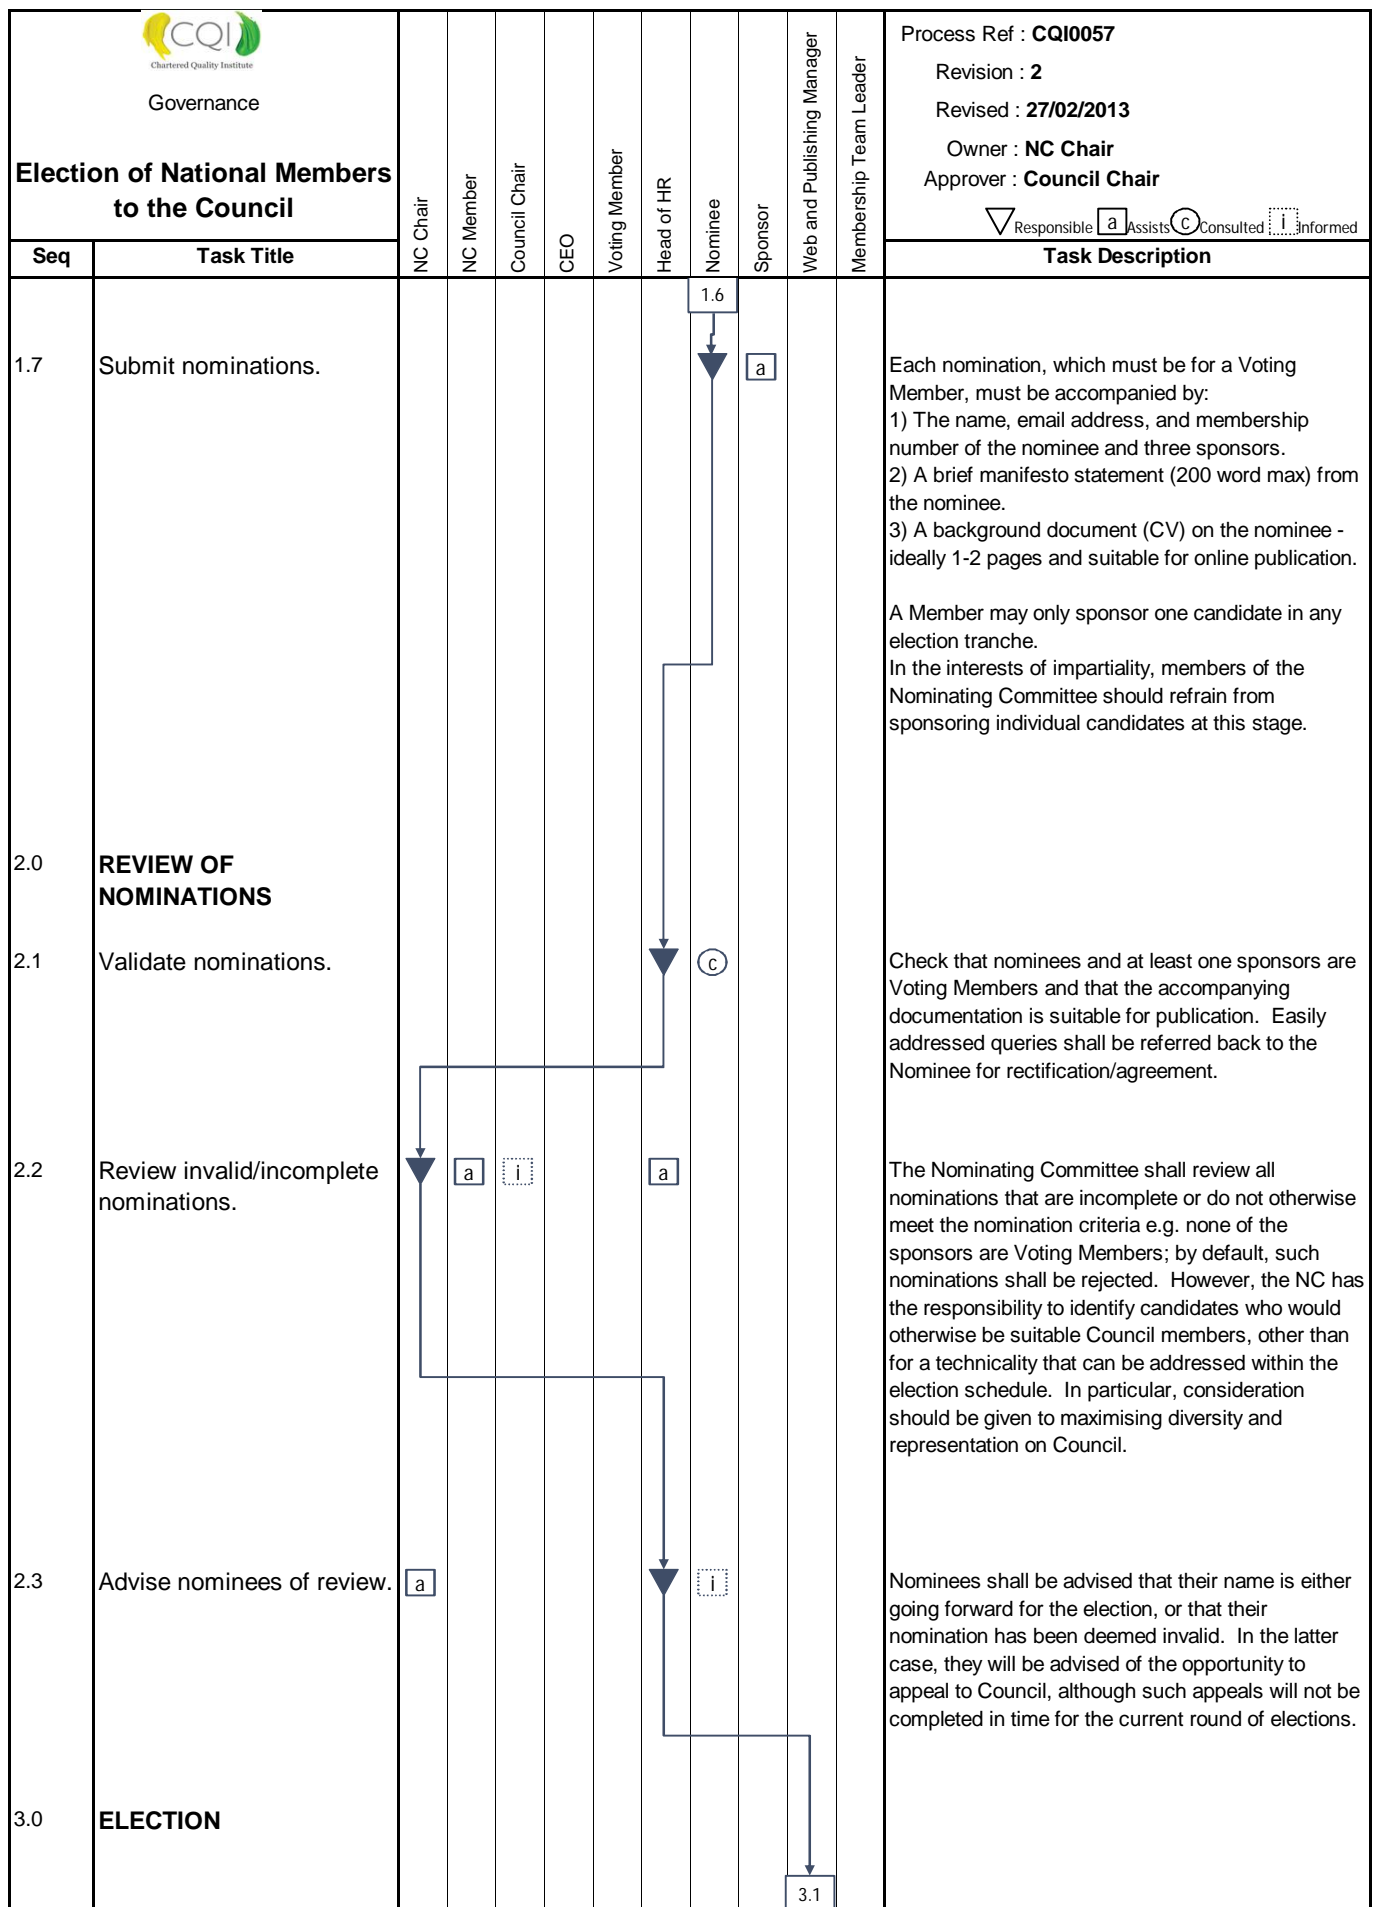 CQI
Chartered Quality Institute
Governance
Election of National Members
to the Council
NC Chair
NC Member
Council Chair
CEO
Voting Member
Head of HR
Nominee
Sponsor
Web and Publishing Manager
Membership Team Leader
Process Ref : CQI0057
Revision : 2
Revised : 27/02/2013
Owner : NC Chair
Approver : Council Chair
Responsible a Assists c Consulted i Informed
Seq
Task Title
Task Description
1.6
1.7
Submit nominations.
a
Each nomination, which must be for a Voting
Member, must be accompanied by:
1) The name, email address, and membership
number of the nominee and three sponsors.
2) A brief manifesto statement (200 word max) from
the nominee.
3) A background document (CV) on the nominee -
ideally 1-2 pages and suitable for online publication.
A Member may only sponsor one candidate in any
election tranche.
In the interests of impartiality, members of the
Nominating Committee should refrain from
sponsoring individual candidates at this stage.
2.0
REVIEW OF
NOMINATIONS
2.1
Validate nominations.
c
Check that nominees and at least one sponsors are
Voting Members and that the accompanying
documentation is suitable for publication.  Easily
addressed queries shall be referred back to the
Nominee for rectification/agreement.
2.2
Review invalid/incomplete
nominations.
a
i
a
The Nominating Committee shall review all
nominations that are incomplete or do not otherwise
meet the nomination criteria e.g. none of the
sponsors are Voting Members; by default, such
nominations shall be rejected.  However, the NC has
the responsibility to identify candidates who would
otherwise be suitable Council members, other than
for a technicality that can be addressed within the
election schedule.  In particular, consideration
should be given to maximising diversity and
representation on Council.
2.3
Advise nominees of review.
a
i
Nominees shall be advised that their name is either
going forward for the election, or that their
nomination has been deemed invalid.  In the latter
case, they will be advised of the opportunity to
appeal to Council, although such appeals will not be
completed in time for the current round of elections.
3.0
ELECTION
3.1